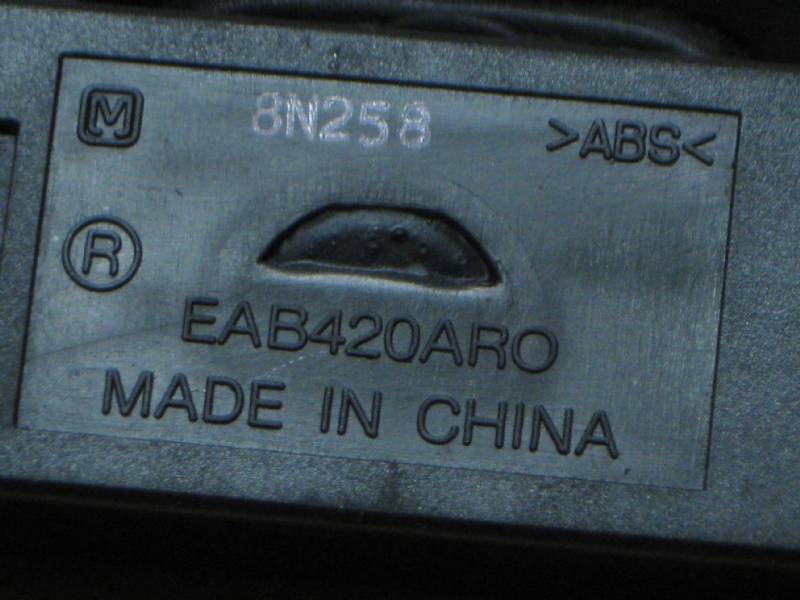 M 8N258 >ABS<
R
EAB420ARO
MADE IN CHINA